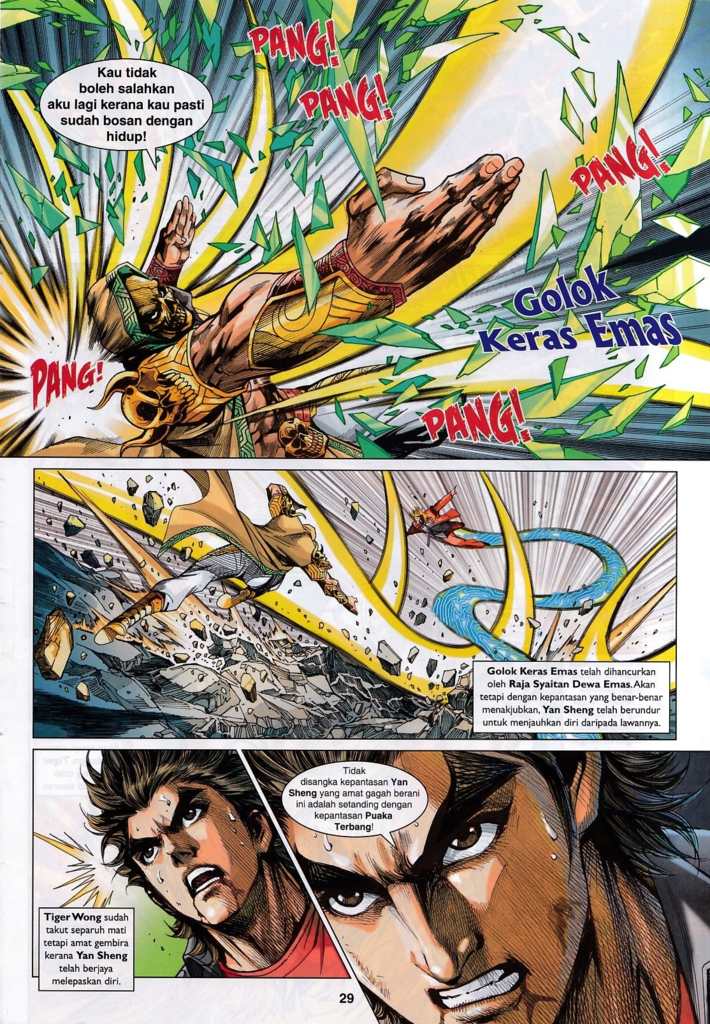 PANG!
Kau tidak
boleh salahkan
aku lagi kerana kau pasti
sudah bosan dengan
hidup!
PANG!
PANG!
Golok
Keras Emas
PANG!
PANG!
Golok Keras Emas telah dihancurkan
oleh Raja Syaitan Dewa Emas. Akan
tetapi dengan kepantasan yang benar-benar
menakjubkan, Yan Sheng telah berundur
untuk menjauhkan diri daripada lawannya.
Tiger Wong sudah
takut separuh mati
tetapi amat gembira
kerana Yan Sheng
telah berjaya
melepaskan diri.
Tidak
disangka kepantasan Yan
Sheng yang amat gagah berani
ini adalah setanding dengan
kepantasan Puaka
Terbang!
29